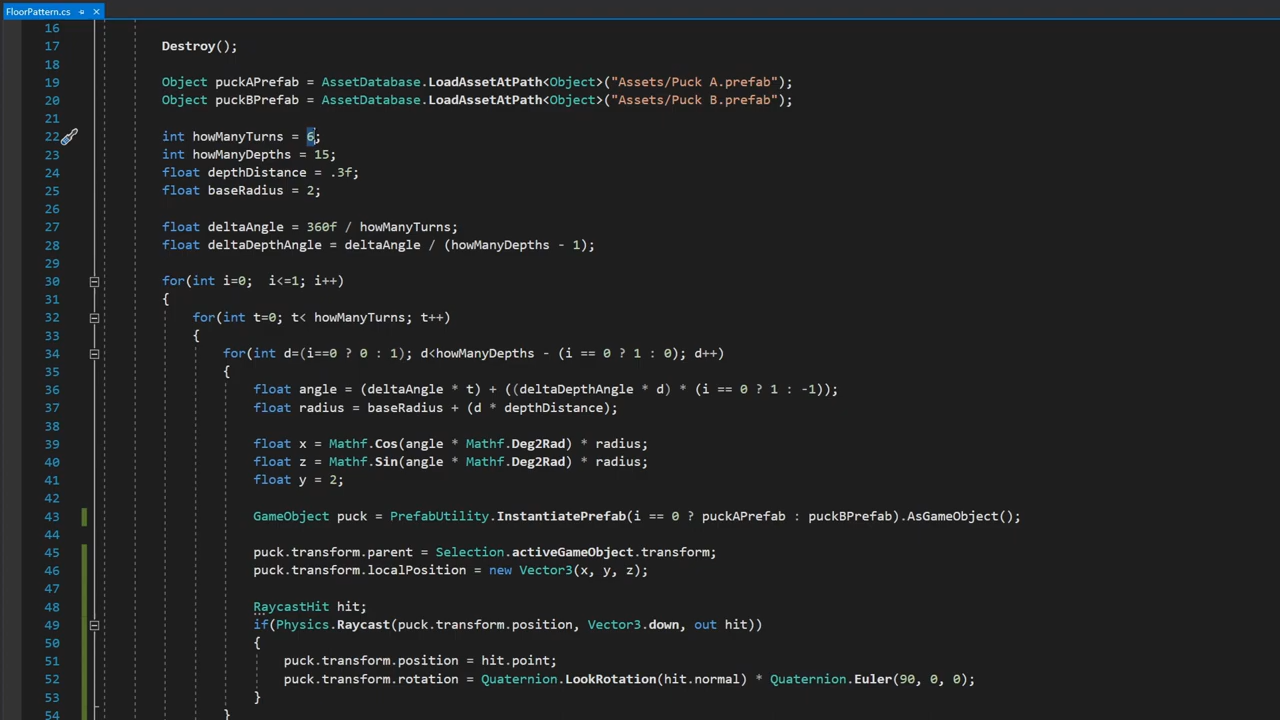 FloorPattern.cs
16
17 Destroy();
18
19 Object puckAPrefab = AssetDatabase.LoadAssetAtPath<Object>("Assets/Puck A.prefab");
20 Object puckBPrefab = AssetDatabase.LoadAssetAtPath<Object>("Assets/Puck B.prefab");
21
22 int howManyTurns = 6;
23 int howManyDepths = 15;
24 float depthDistance = .3f;
25 float baseRadius = 2;
26
27 float deltaAngle = 360f / howManyTurns;
28 float deltaDepthAngle = deltaAngle / (howManyDepths - 1);
29
30 for(int i=0;  i<=1; i++)
31 {
32 for(int t=0; t< howManyTurns; t++)
33 {
34 for(int d=(i==0 ? 0 : 1); d<howManyDepths - (i == 0 ? 1 : 0); d++)
35 {
36 float angle = (deltaAngle * t) + ((deltaDepthAngle * d) * (i == 0 ? 1 : -1));
37 float radius = baseRadius + (d * depthDistance);
38
39 float x = Mathf.Cos(angle * Mathf.Deg2Rad) * radius;
40 float z = Mathf.Sin(angle * Mathf.Deg2Rad) * radius;
41 float y = 2;
42
43 GameObject puck = PrefabUtility.InstantiatePrefab(i == 0 ? puckAPrefab : puckBPrefab).AsGameObject();
44
45 puck.transform.parent = Selection.activeGameObject.transform;
46 puck.transform.localPosition = new Vector3(x, y, z);
47
48 RaycastHit hit;
49 if(Physics.Raycast(puck.transform.position, Vector3.down, out hit))
50 {
51 puck.transform.position = hit.point;
52 puck.transform.rotation = Quaternion.LookRotation(hit.normal) * Quaternion.Euler(90, 0, 0);
53 }
54 }